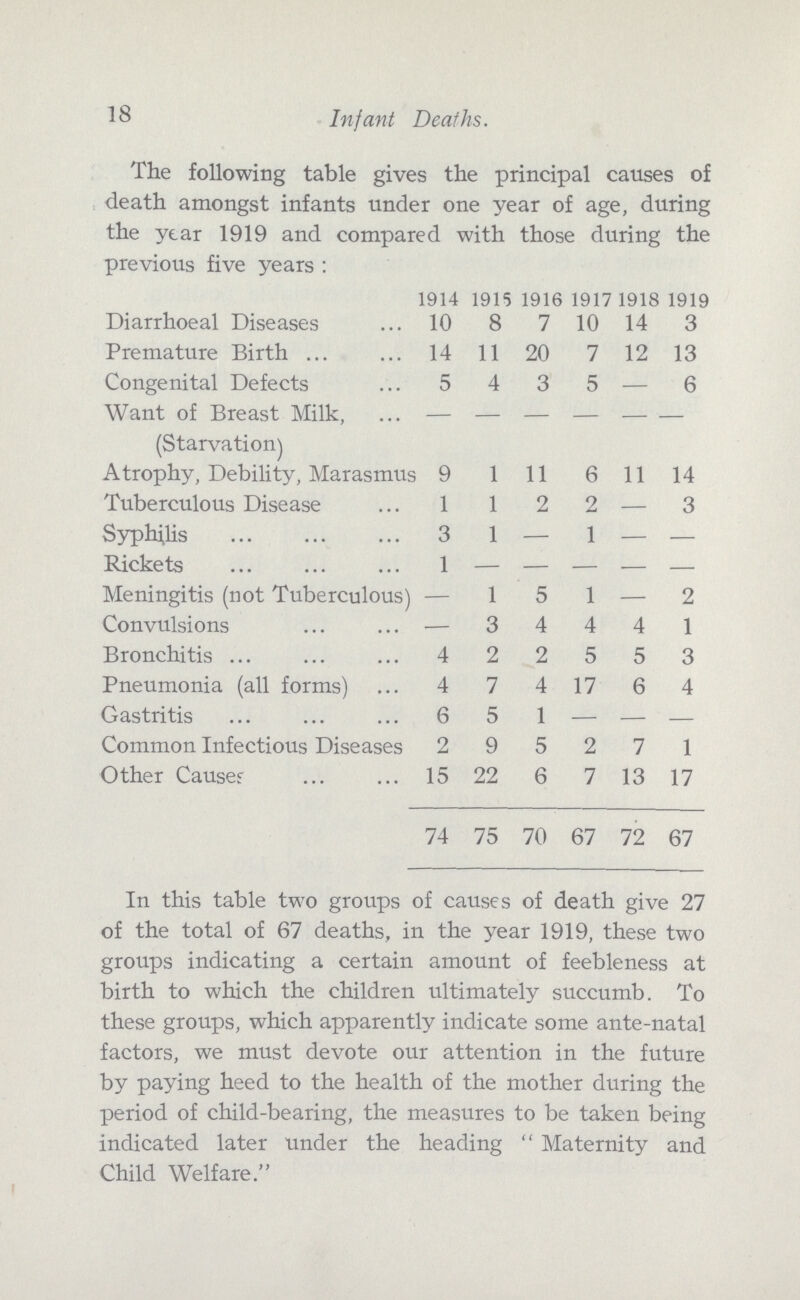 18 Infant Deaths.
The following table gives the principal causes of
death amongst infants under one year of age, during
the year 1919 and compared with those during the
previous five years :
1914 1915 1916 1917 1918 1919
Diarrhoeal Diseases ... 10 8 7 10 14 3
Premature Birth ... ... 14 11 20 7 12 13
Congenital Defects ... 5 4 3 5 — 6
Want of Breast Milk, ... — — — — — —
(Starvation)
Atrophy, Debility, Marasmus 9 1 11 6 11 14
Tuberculous Disease ... 1 1 2 2 — 3
Syphilis ... ... ... 3 1 — 1 — —
Rickets ... ... ... 1 — — — — —
Meningitis (not Tuberculous) — 1 5 1 — 2
Convulsions ... ... — 3 4 4 4 1
Bronchitis ... ... ... 4 2 2 5 5 3
Pneumonia (all forms) ... 4 7 4 17 6 4
Gastritis ... ... ... 6 5 1 — — —
Common Infectious Diseases 2 9 5 2 7 1
Other Causes ... ... 15 22 6 7 13 17
74 75 70 67 72 67
In this table two groups of causes of death give 27
of the total of 67 deaths, in the year 1919, these two
groups indicating a certain amount of feebleness at
birth to which the children ultimately succumb. To
these groups, which apparently indicate some ante-natal
factors, we must devote our attention in the future
by paying heed to the health of the mother during the
period of child-bearing, the measures to be taken being
indicated later under the heading “ Maternity and
Child Welfare.”